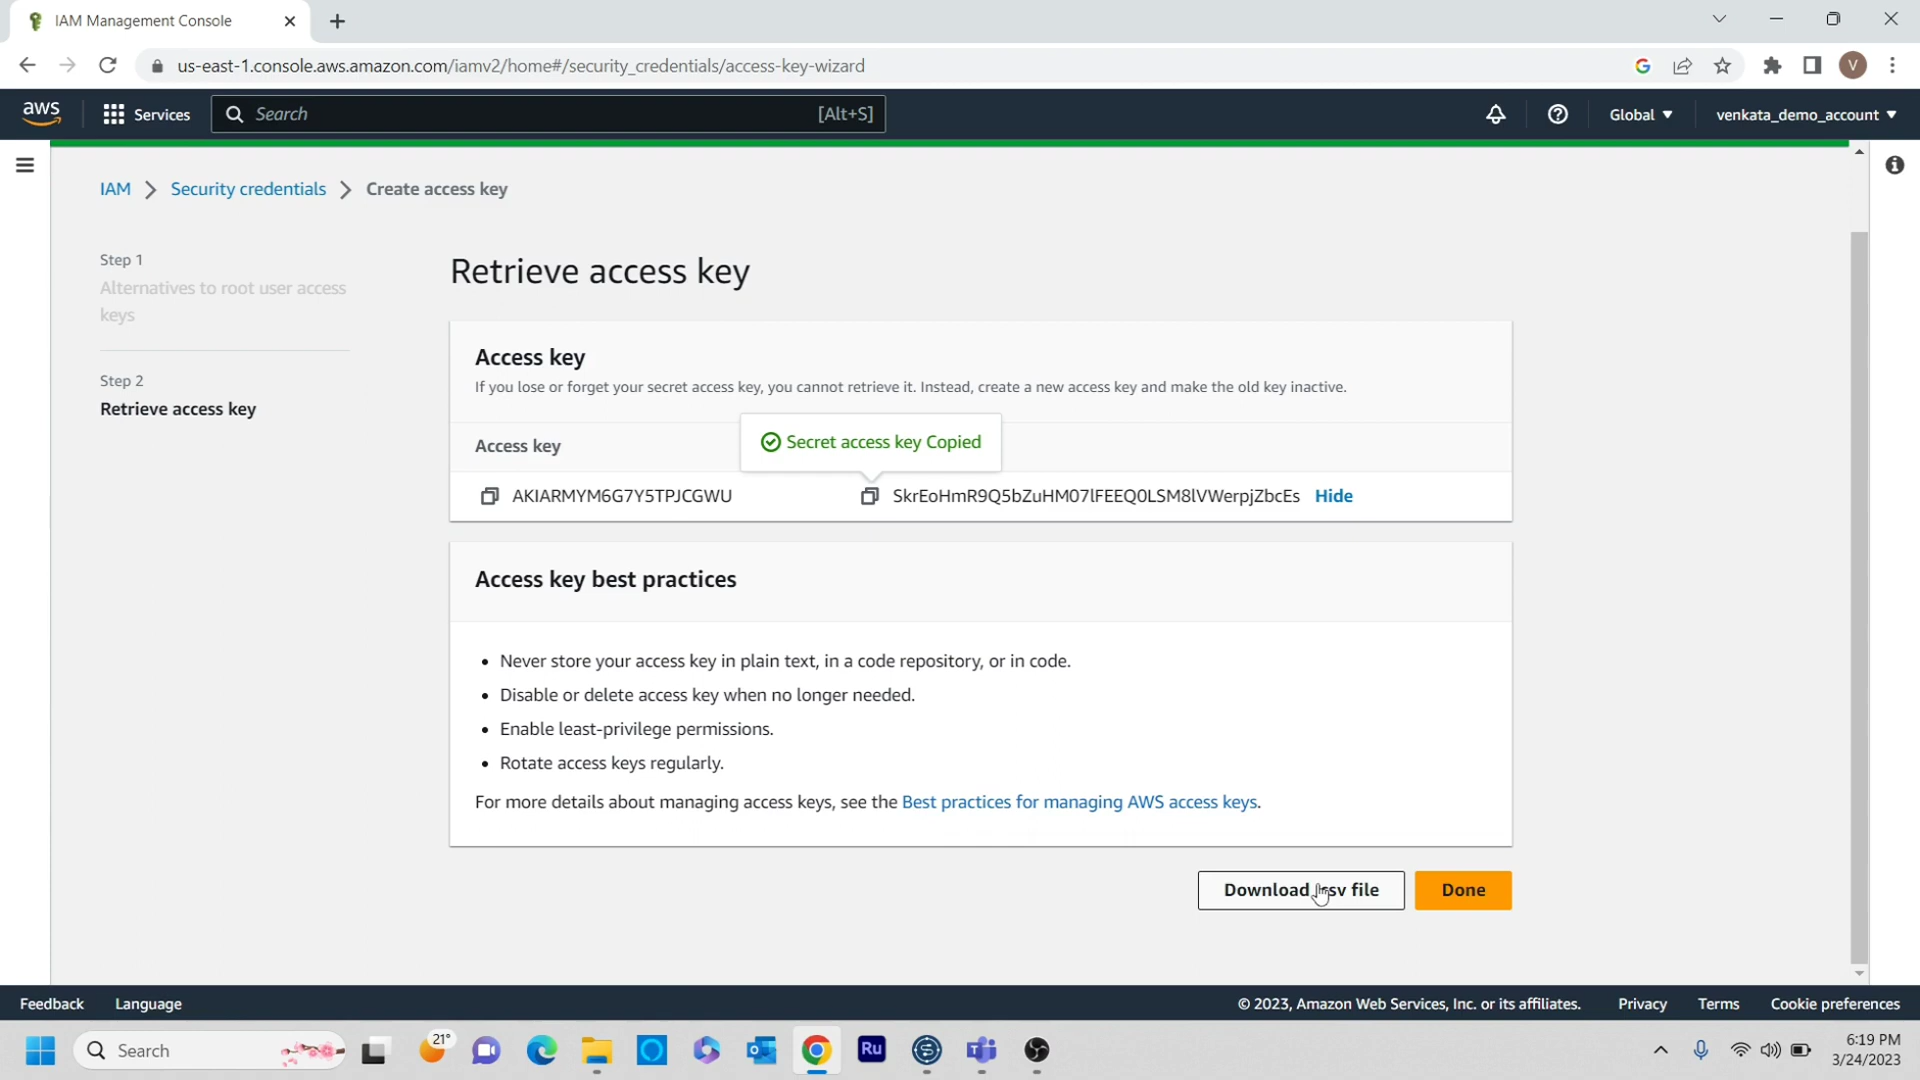 IAM Management Console
us-east-1.console.aws.amazon.com/iamv2/home#/security_credentials/access-key-wizard
V
aws
Services
Search
[Alt+S]
Global
venkata_demo_account
IAM
Security credentials
Create access key
Step 1
Alternatives to root user access
keys
Step 2
Retrieve access key
Retrieve access key
Access key
If you lose or forget your secret access key, you cannot retrieve it. Instead, create a new access key and make the old key inactive.
Access key
Secret access key Copied
AKIARMYM6G7Y5TPJCGWU
SkrEoHmR9Q5bZuHM07lFEEQ0LSM8lVWerpjZbcEs
Hide
Access key best practices
Never store your access key in plain text, in a code repository, or in code.
Disable or delete access key when no longer needed.
Enable least-privilege permissions.
Rotate access keys regularly.
For more details about managing access keys, see the Best practices for managing AWS access keys.
Download .csv file
Done
Feedback
Language
© 2023, Amazon Web Services, Inc. or its affiliates.
Privacy
Terms
Cookie preferences
Search
21°
Ru
6:19 PM
3/24/2023